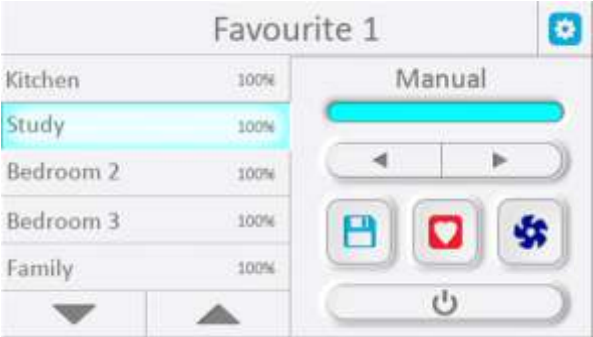 Favourite 1
Kitchen 100%
Study 100%
Bedroom 2 100%
Bedroom 3 100%
Family 100%
Manual